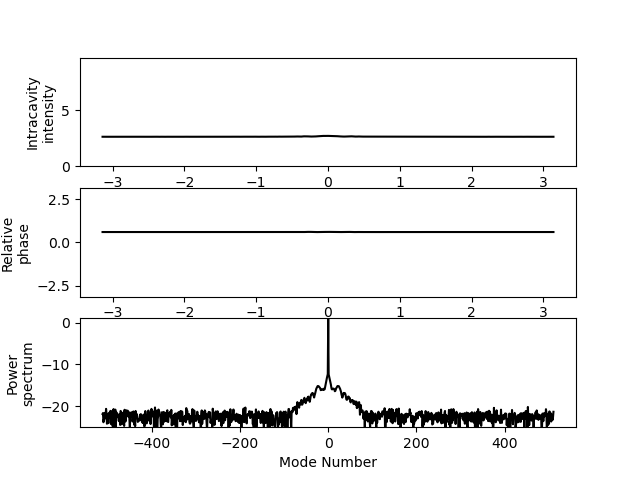 Intracavity
intensity
5
0
−3 −2 −1 0 1 2 3
Relative
phase
2.5
0.0
−2.5
−3 −2 −1 0 1 2 3
Power
spectrum
0
−10
−20
−400 −200 0 200 400
Mode Number